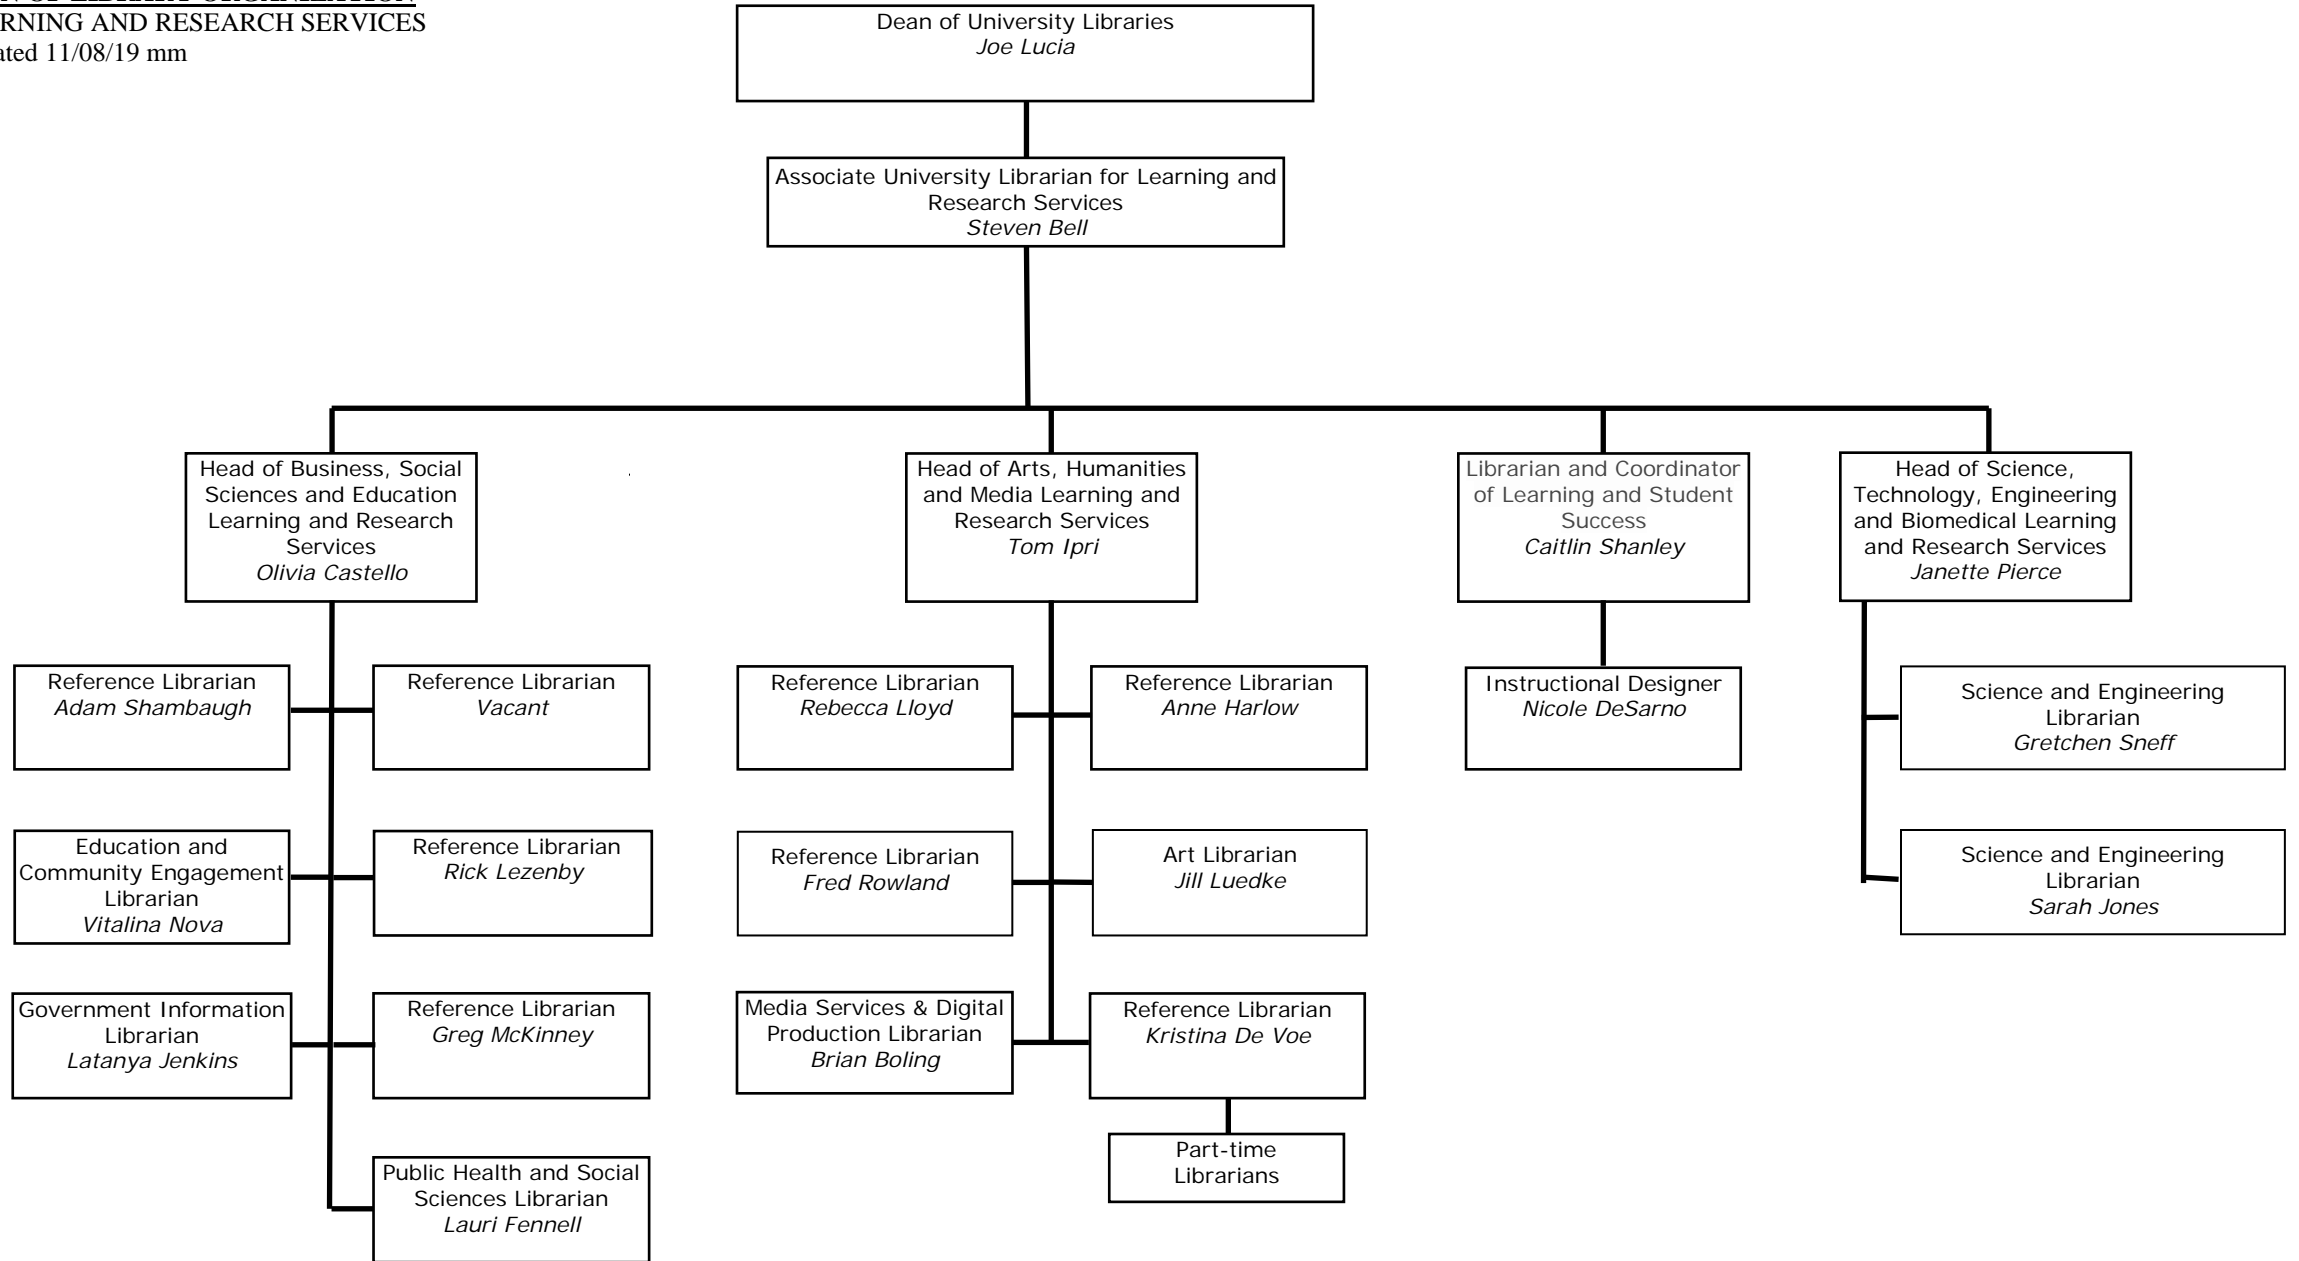 LEARNING AND RESEARCH SERVICES
11/08/19 mm
Dean of University Libraries
Joe Lucia
Associate University Librarian for Learning and
Research Services
Steven Bell
Head of Business, Social
Sciences and Education
Learning and Research
Services
Olivia Castello
Head of Arts, Humanities
and Media Learning and
Research Services
Tom Ipri
Librarian and Coordinator
of Learning and Student
Success
Caitlin Shanley
Head of Science,
Technology, Engineering
and Biomedical Learning
and Research Services
Janette Pierce
Reference Librarian
Adam Shambaugh
Reference Librarian
Vacant
Reference Librarian
Rebecca Lloyd
Reference Librarian
Anne Harlow
Instructional Designer
Nicole DeSarno
Science and Engineering
Librarian
Gretchen Sneff
Education and
Community Engagement
Librarian
Vitalina Nova
Reference Librarian
Rick Lezenby
Reference Librarian
Fred Rowland
Art Librarian
Jill Luedke
Science and Engineering
Librarian
Sarah Jones
Government Information
Librarian
Latanya Jenkins
Reference Librarian
Greg McKinney
Media Services & Digital
Production Librarian
Brian Boling
Reference Librarian
Kristina De Voe
Part-time
Librarians
Public Health and Social
Sciences Librarian
Lauri Fennell